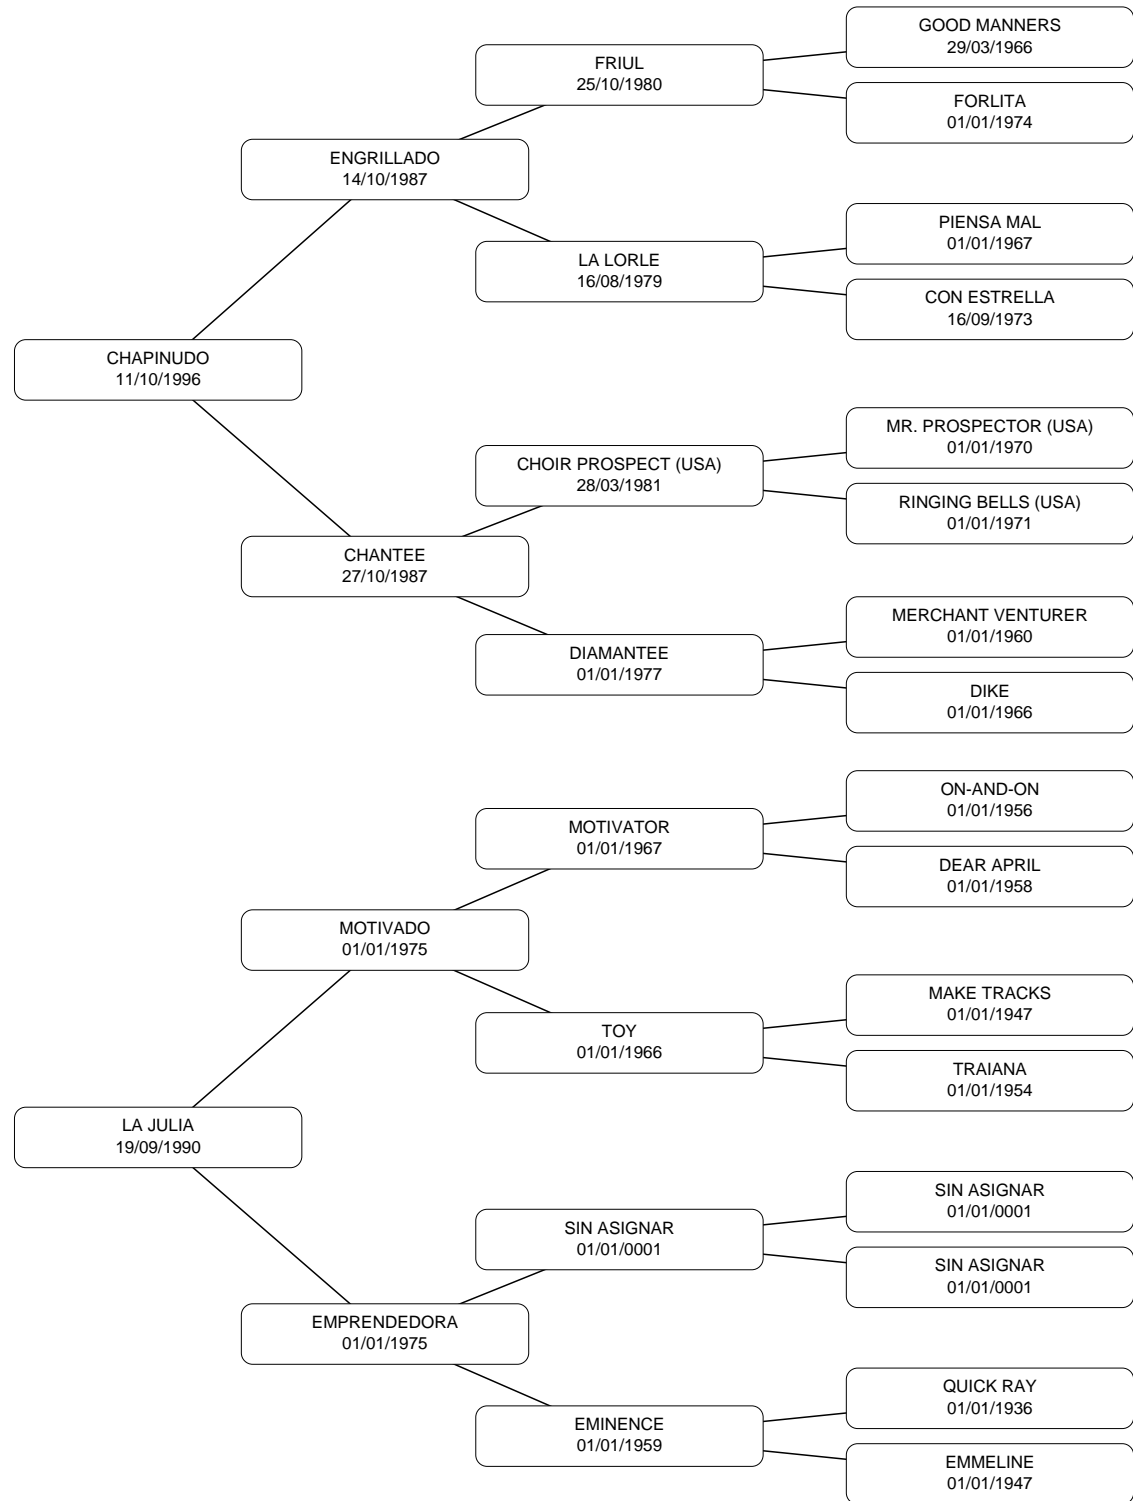 GOOD MANNERS
29/03/1966
FRIUL
25/10/1980
FORLITA
01/01/1974
ENGRILLADO
14/10/1987
PIENSA MAL
01/01/1967
LA LORLE
16/08/1979
CON ESTRELLA
16/09/1973
CHAPINUDO
11/10/1996
MR. PROSPECTOR (USA)
01/01/1970
CHOIR PROSPECT (USA)
28/03/1981
RINGING BELLS (USA)
01/01/1971
CHANTEE
27/10/1987
MERCHANT VENTURER
01/01/1960
DIAMANTEE
01/01/1977
DIKE
01/01/1966
ON-AND-ON
01/01/1956
MOTIVATOR
01/01/1967
DEAR APRIL
01/01/1958
MOTIVADO
01/01/1975
MAKE TRACKS
01/01/1947
TOY
01/01/1966
TRAIANA
01/01/1954
LA JULIA
19/09/1990
SIN ASIGNAR
01/01/0001
SIN ASIGNAR
01/01/0001
SIN ASIGNAR
01/01/0001
EMPRENDEDORA
01/01/1975
QUICK RAY
01/01/1936
EMINENCE
01/01/1959
EMMELINE
01/01/1947